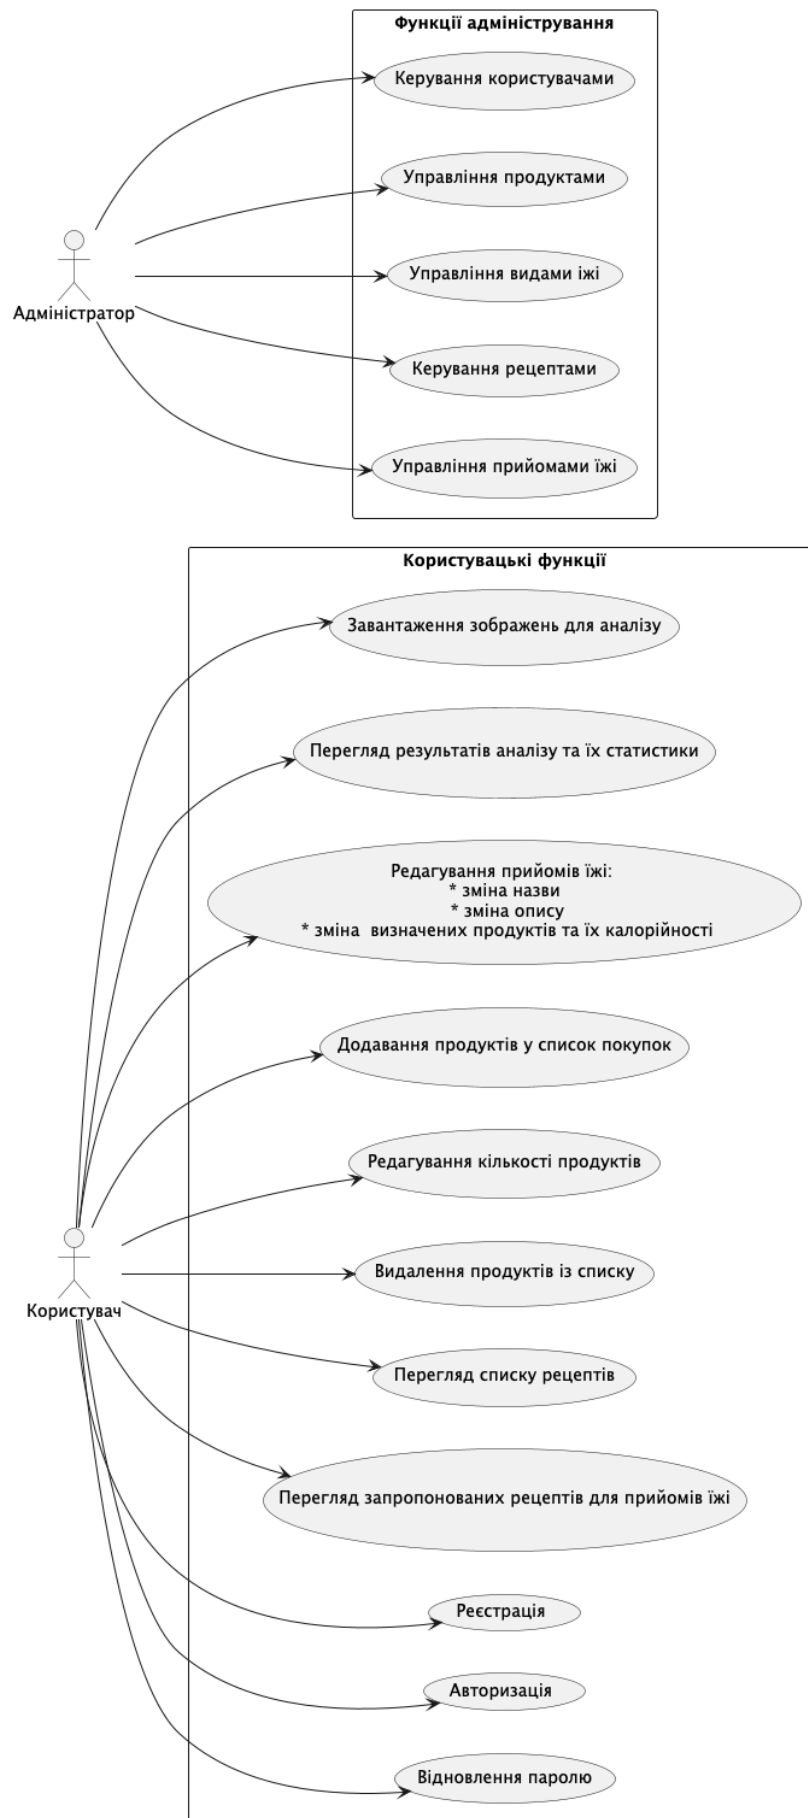 Функції адміністрування
Керування користувачами
Управління продуктами
Управління видами їжі
Адміністратор
Керування рецептами
Управління прийомами їжі
Користувацькі функції
Завантаження зображень для аналізу
Перегляд результатів аналізу та їх статистики
Редагування прийомів їжі:
* зміна назви
* зміна опису
* зміна  визначених продуктів та їх калорійності
Додавання продуктів у список покупок
Редагування кількості продуктів
Видалення продуктів із списку
Користувач
Перегляд списку рецептів
Перегляд запропонованих рецептів для прийомів їжі
Реєстрація
Авторизація
Відновлення паролю